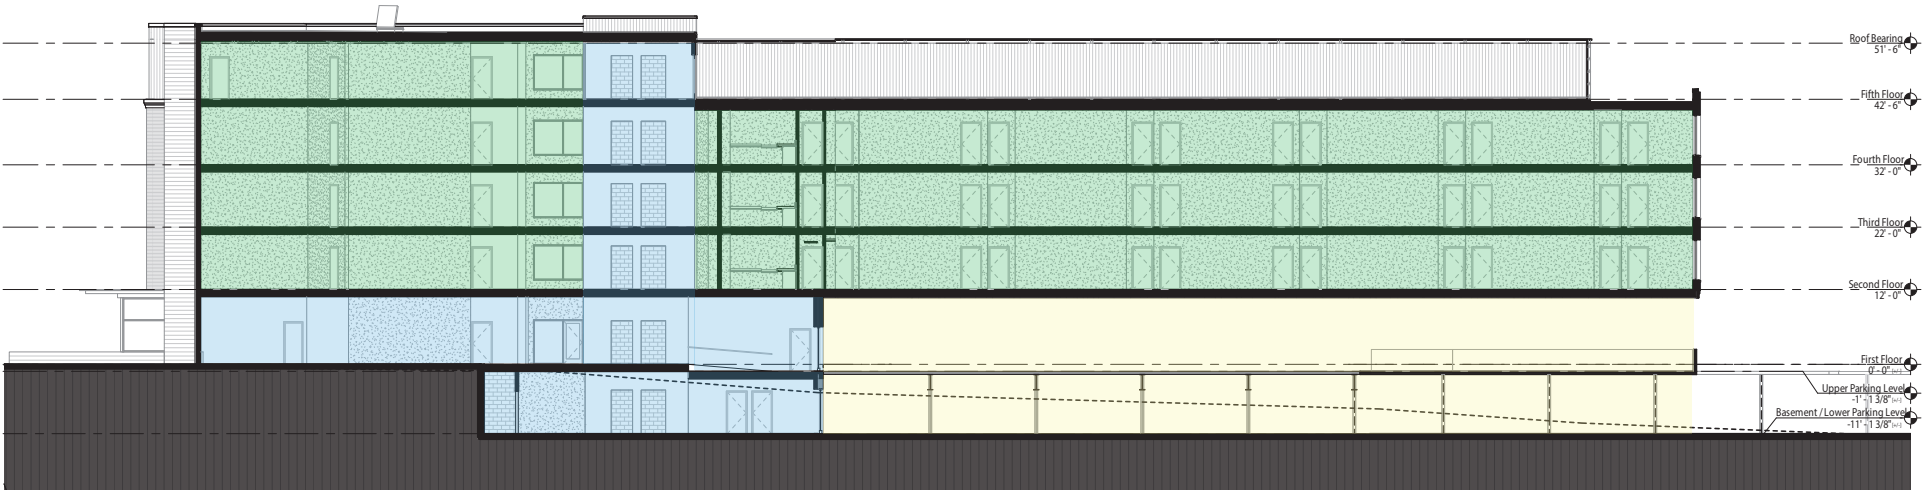 Roof Bearing
51' - 6"
Fifth Floor
42' - 6"
Fourth Floor
32' - 0"
Third Floor
22' - 0"
Second Floor
12' - 0"
First Floor
0' - 0" (+/-)
Upper Parking Level
-1' - 1 3/8" (+/-)
Basement / Lower Parking Level
-11' - 1 3/8" (+/-)